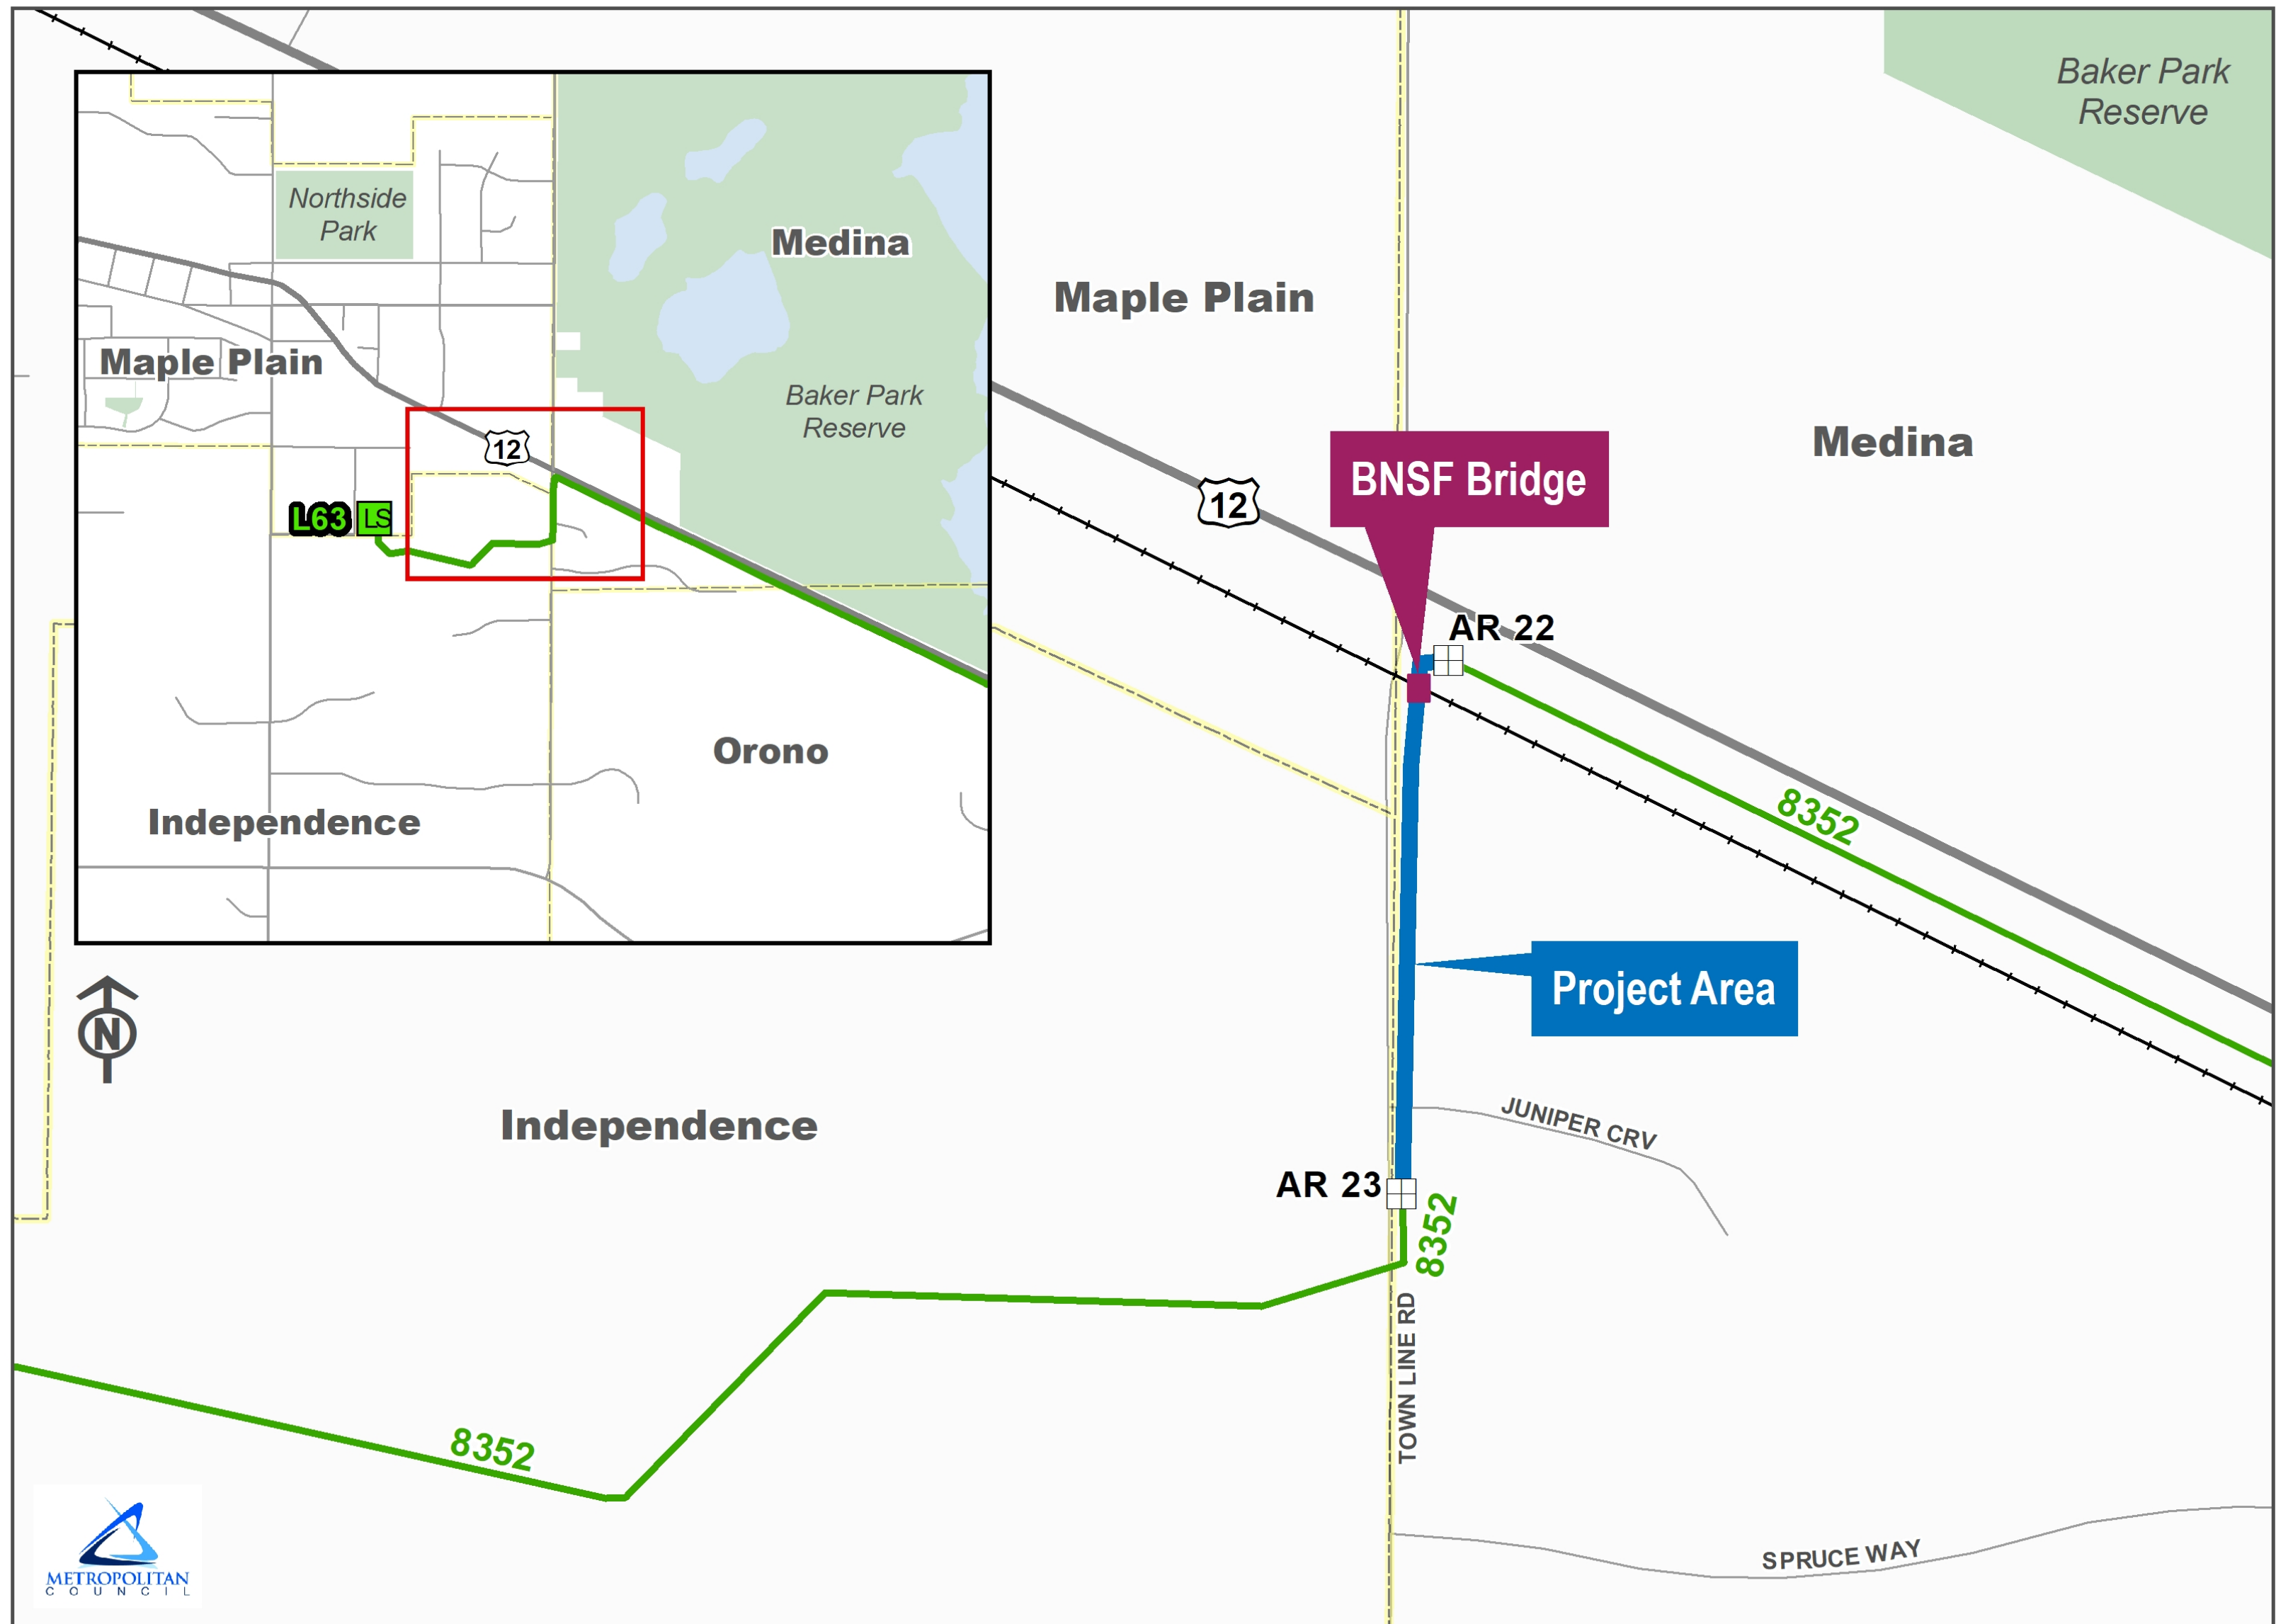 Baker Park
Reserve
Northside
Park
Medina
Maple Plain
Baker Park
Reserve
12
L63
LS
Orono
Independence
Maple Plain
Medina
12
BNSF Bridge
AR 22
8352
Project Area
N
Independence
JUNIPER CRV
AR 23
8352
TOWN LINE RD
8352
SPRUCE WAY
METROPOLITAN
COUNCIL